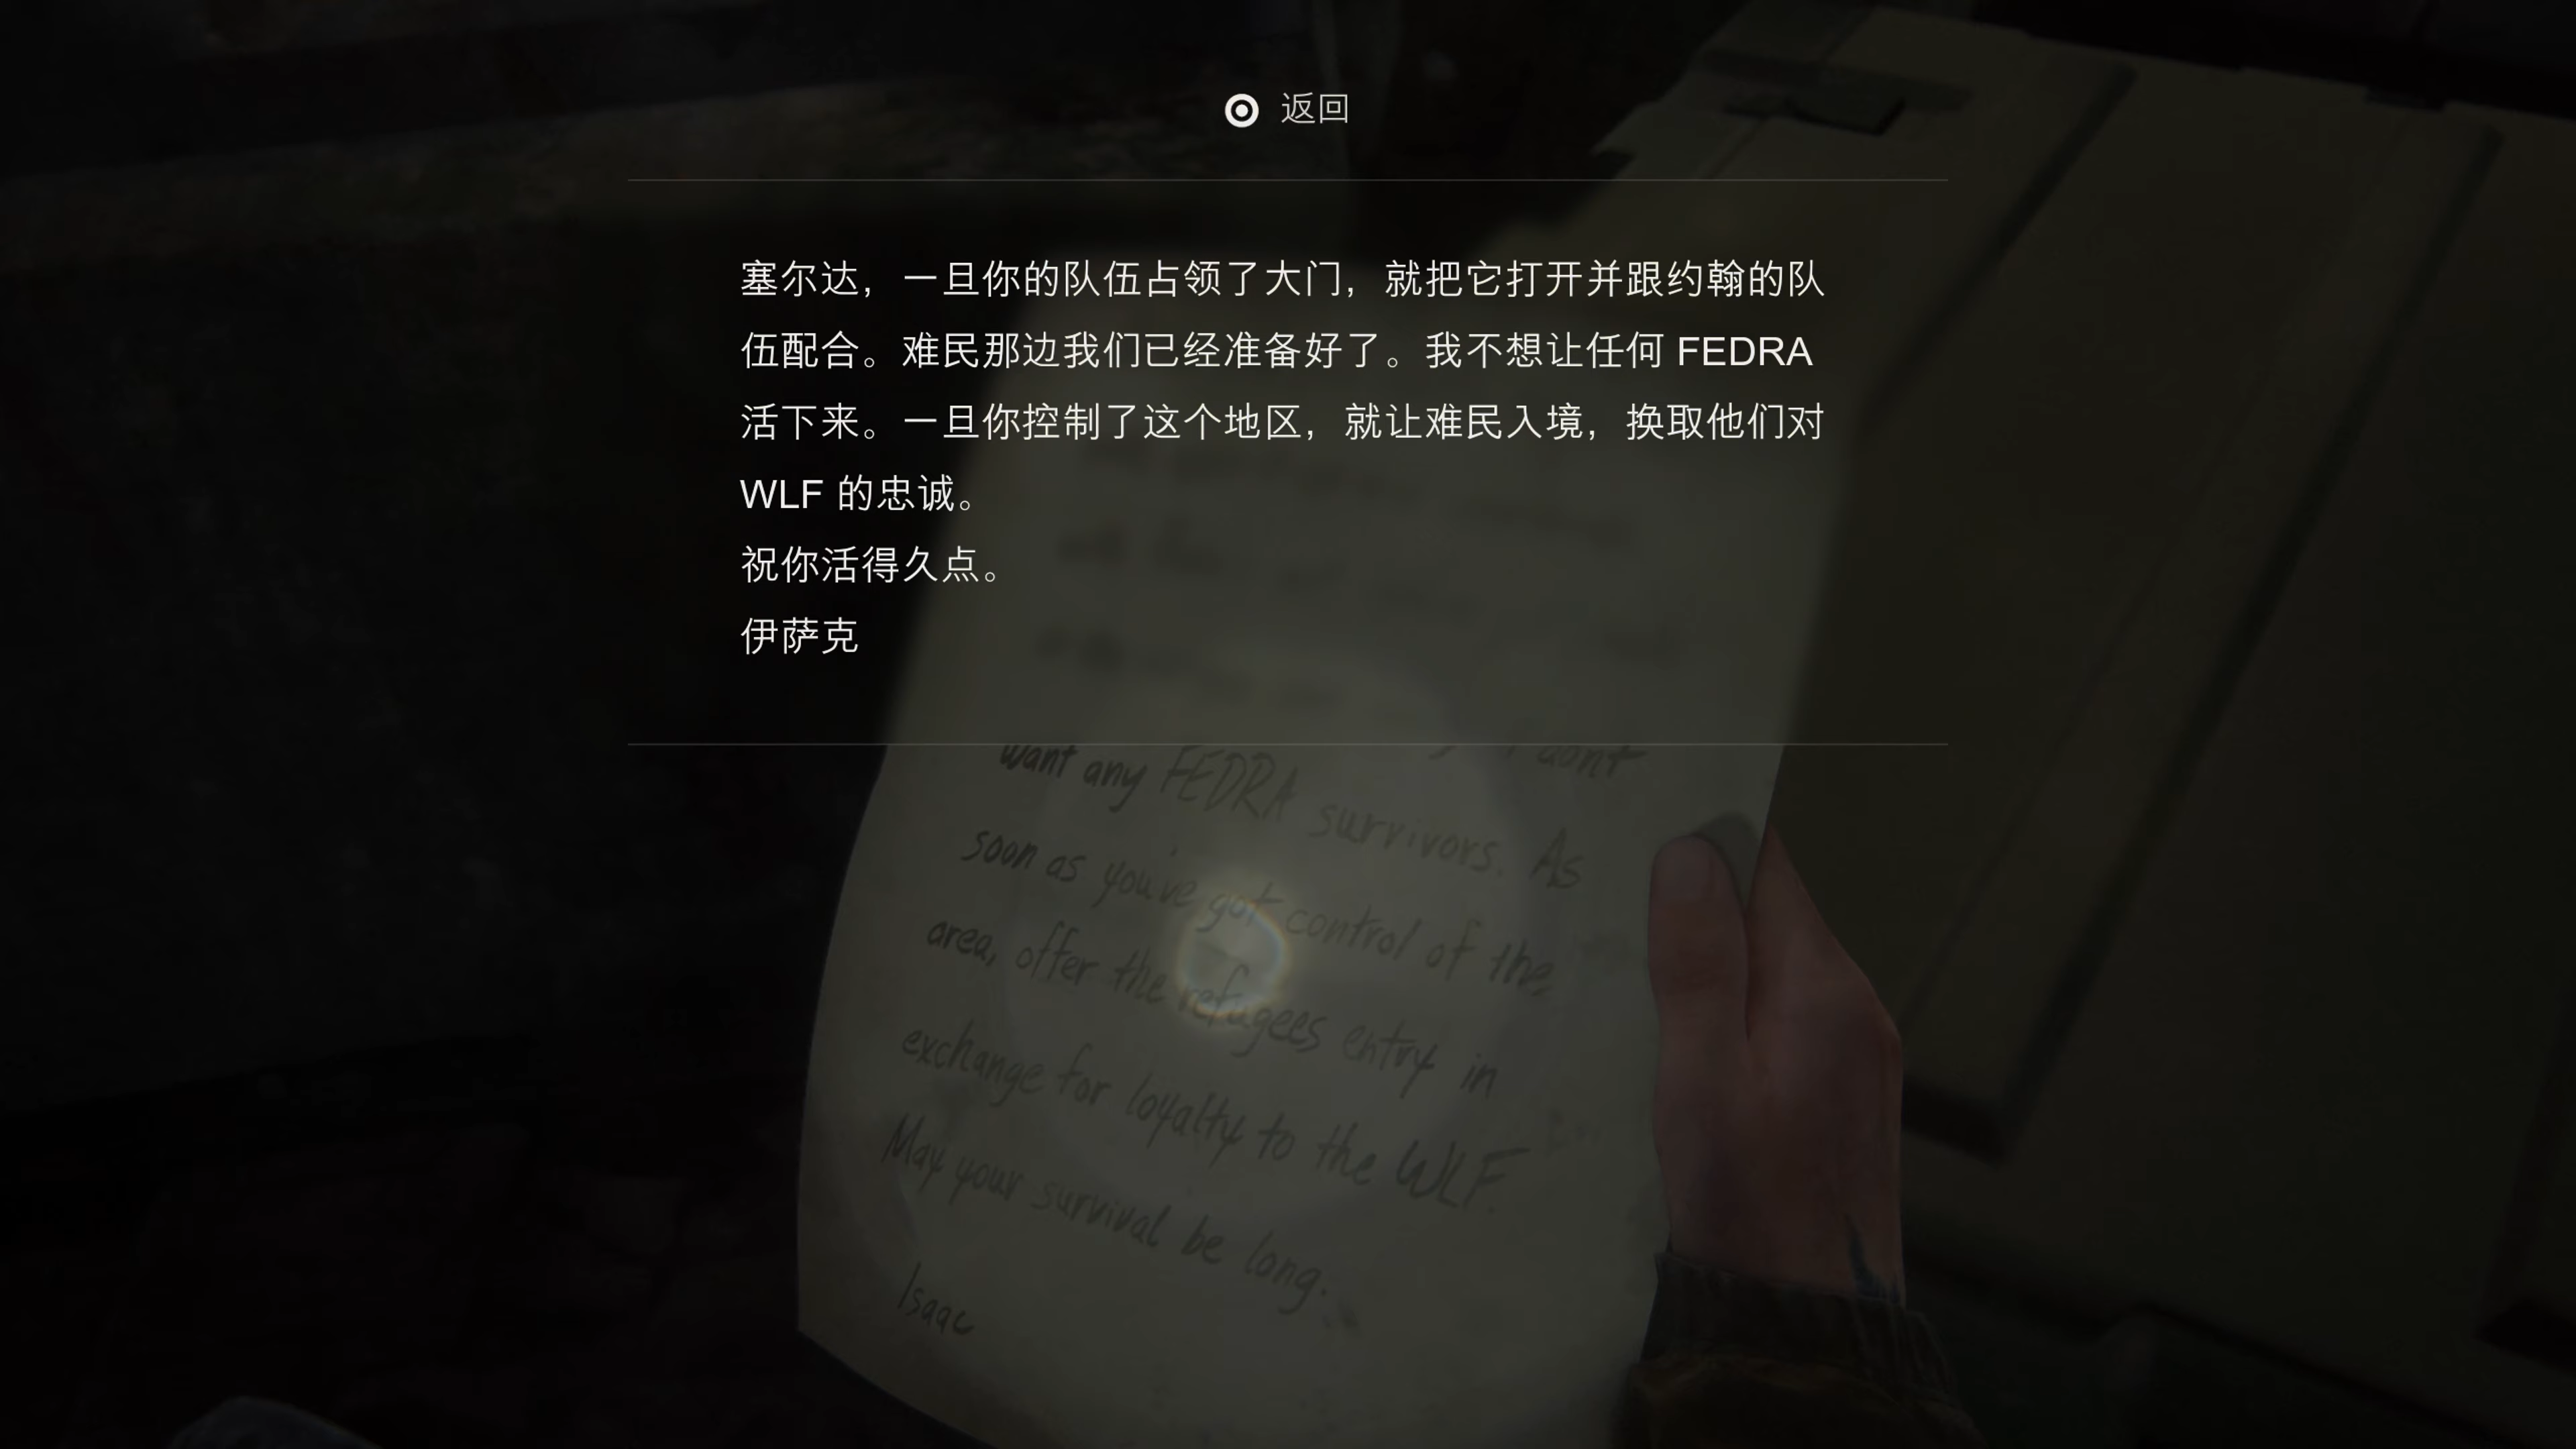 返回
塞尔达，一旦你的队伍占领了大门，就把它打开并跟约翰的队
伍配合。难民那边我们已经准备好了。我不想让任何 FEDRA
活下来。一旦你控制了这个地区，就让难民入境，换取他们对
WLF 的忠诚。
祝你活得久点。
伊萨克
I don't
want any FEDRA survivors. As
soon as you've got control of the
area, offer the refugees entry in
exchange for loyalty to the WLF.
May your survival be long.
Isaac